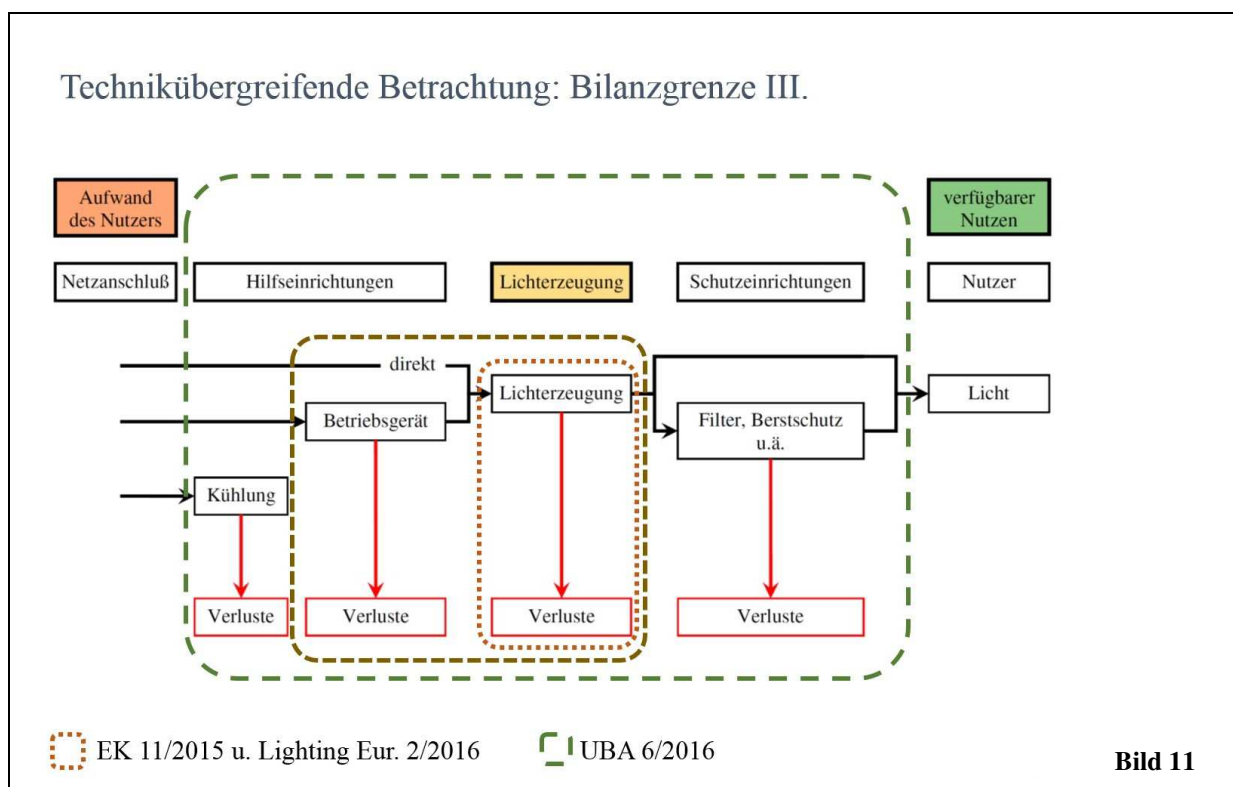 Technikübergreifende Betrachtung: Bilanzgrenze III.
Aufwand
des Nutzers
verfügbarer
Nutzen
Netzanschluß
Hilfseinrichtungen
Lichterzeugung
Schutzeinrichtungen
Nutzer
direkt
Lichterzeugung
Licht
Betriebsgerät
Filter, Berstschutz
u.ä.
Kühlung
Verluste
Verluste
Verluste
Verluste
EK 11/2015 u. Lighting Eur. 2/2016
UBA 6/2016
Bild 11